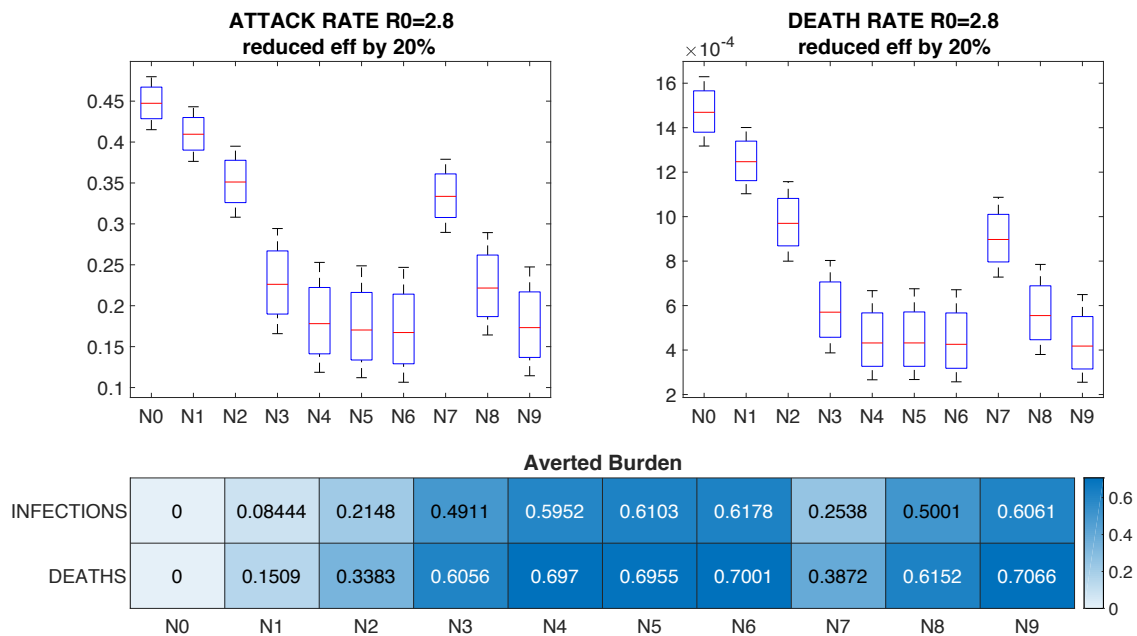 ATTACK RATE R0=2.8
reduced eff by 20%
0.45
0.4
0.35
0.3
0.25
0.2
0.15
0.1
N0 N1 N2 N3 N4 N5 N6 N7 N8 N9
DEATH RATE R0=2.8
reduced eff by 20%
×10-4
16
14
12
10
8
6
4
2
N0 N1 N2 N3 N4 N5 N6 N7 N8 N9
Averted Burden
INFECTIONS 0 0.08444 0.2148 0.4911 0.5952 0.6103 0.6178 0.2538 0.5001 0.6061
DEATHS 0 0.1509 0.3383 0.6056 0.697 0.6955 0.7001 0.3872 0.6152 0.7066
N0 N1 N2 N3 N4 N5 N6 N7 N8 N9
0.6
0.4
0.2
0